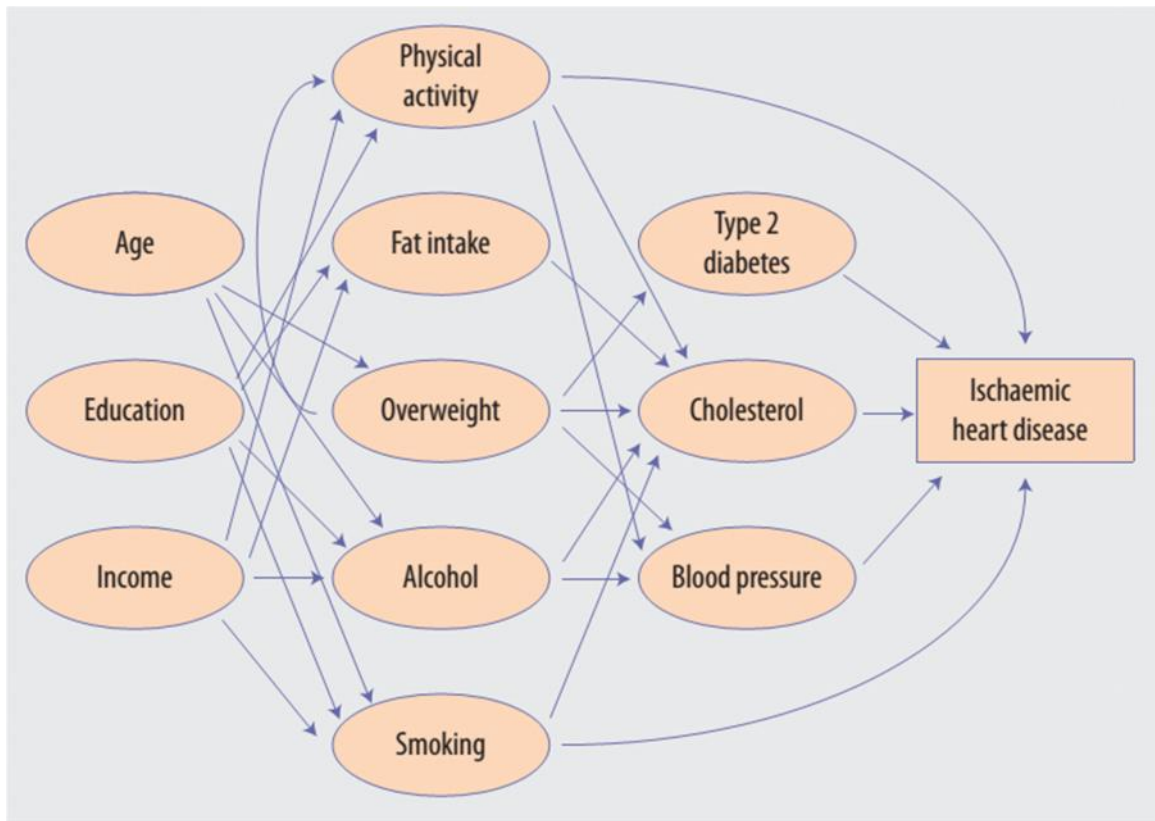 Physical
activity
Age
Fat intake
Type 2
diabetes
Education
Overweight
Cholesterol
Ischaemic
heart disease
Income
Alcohol
Blood pressure
Smoking